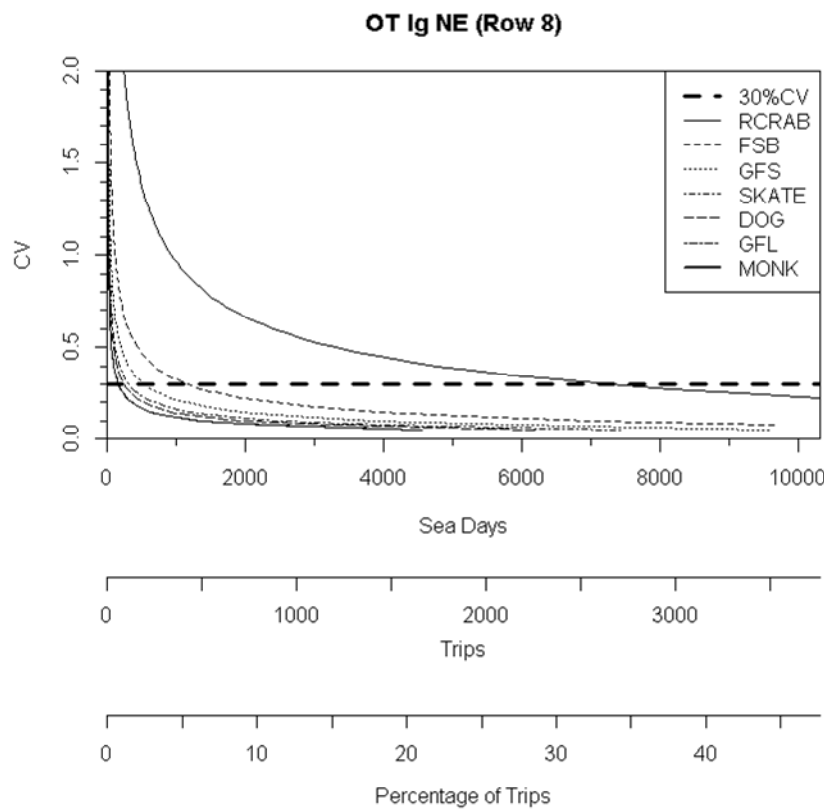 OT lg NE (Row 8)
2.0
1.5
1.0
0.5
0.0
CV
30%CV
RCRAB
FSB
GFS
SKATE
DOG
GFL
MONK
0 2000 4000 6000 8000 10000
Sea Days
0 1000 2000 3000
Trips
0 10 20 30 40
Percentage of Trips